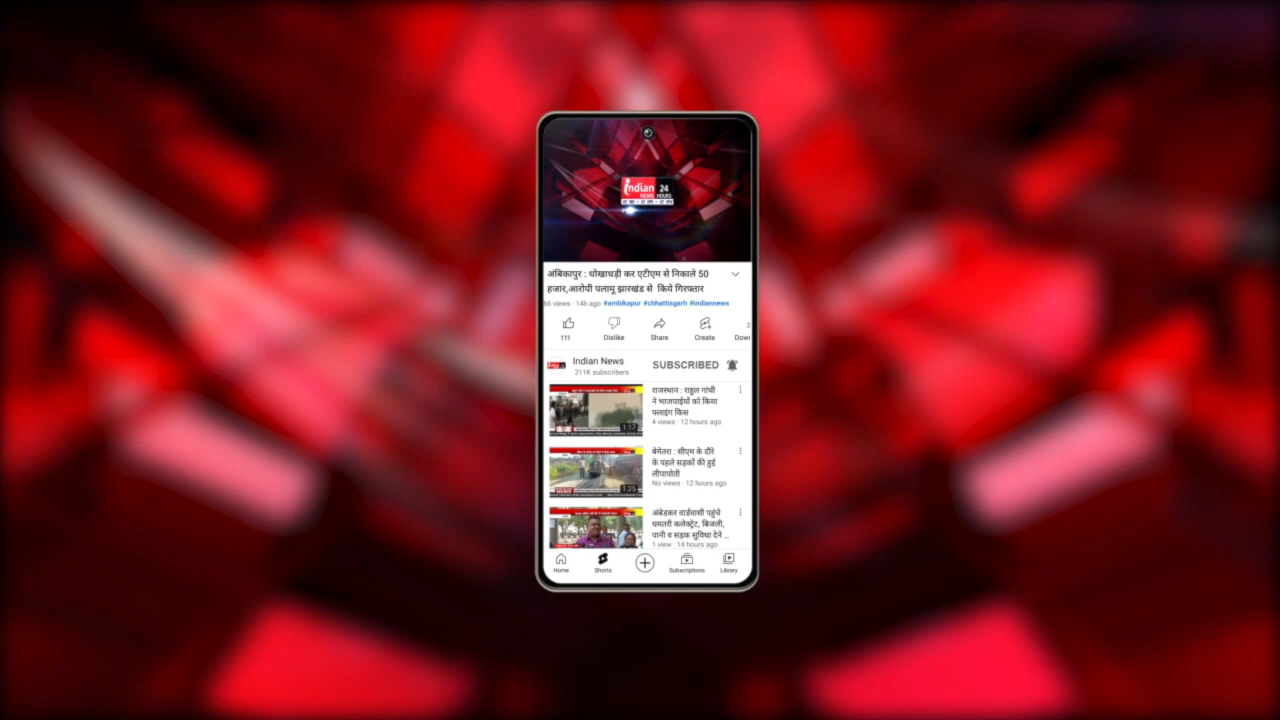 Indian 24
NEWS HOURS
अंबिकापुर : धोखाधड़ी कर एटीएम से निकाले 50
हजार,आरोपी पलामू झारखंड से किये गिरफ्तार
66 views · 14h ago #ambikapur #chhattisgarh #indiannews
111
Dislike
Share
Create
Down
Indian News
211K subscribers
SUBSCRIBED
राजस्थान : राहुल गांधी
ने भाजपाईयों को किया
फ्लाइंग किस
4 views · 12 hours ago
1:17
बेमेतरा : सीएम के दौरे
के पहले सड़कों की हुई
लीपापोती
No views · 12 hours ago
1:25
अंबेडकर वार्डवासी पहुंचे
धमतरी कलेक्ट्रेट, बिजली,
पानी व सड़क सुविधा देने ...
1 view · 14 hours ago
Home
Shorts
Subscriptions
Library